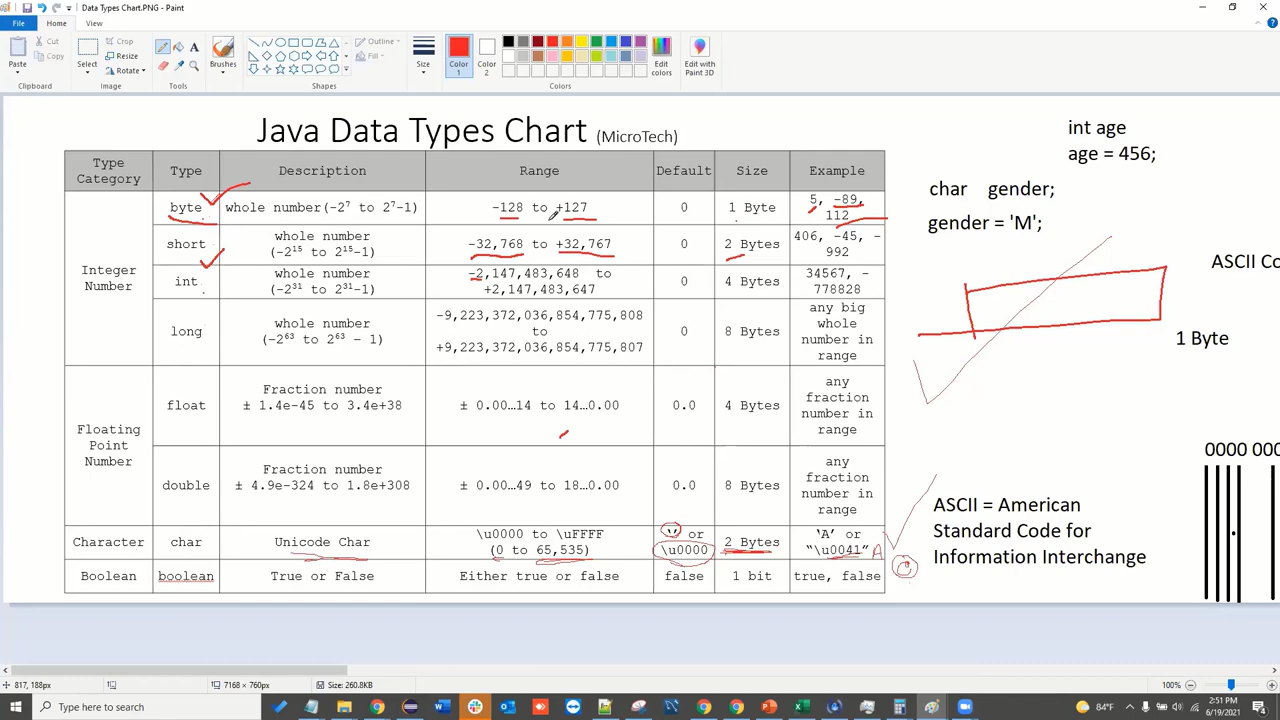 Data Types Chart.PNG - Paint
File
Home
View
Paste
Cut
Copy
Clipboard
Select
Crop
Resize
Rotate
Image
Tools
Brushes
Shapes
Outline
Fill
Size
Color 1
Color 2
Edit colors
Edit with Paint 3D
Colors
Java Data Types Chart (MicroTech)
Type Category
Type
Description
Range
Default
Size
Example
Integer Number
byte
whole number(-2⁷ to 2⁷-1)
-128 to +127
0
1 Byte
5, -89,
112
short
whole number
(-2¹⁵ to 2¹⁵-1)
-32,768 to +32,767
0
2 Bytes
406, -45, -
992
int
whole number
(-2³¹ to 2³¹-1)
-2,147,483,648 to
+2,147,483,647
0
4 Bytes
34567, -
778828
long
whole number
(-2⁶³ to 2⁶³ - 1)
-9,223,372,036,854,775,808
to
+9,223,372,036,854,775,807
0
8 Bytes
any big
whole
number in
range
Floating
Point
Number
float
Fraction number
± 1.4e-45 to 3.4e+38
± 0.00…14 to 14…0.00
0.0
4 Bytes
any
fraction
number in
range
double
Fraction number
± 4.9e-324 to 1.8e+308
± 0.00…49 to 18…0.00
0.0
8 Bytes
any
fraction
number in
range
Character
char
Unicode Char
\u0000 to \uFFFF
(0 to 65,535)
'' or
\u0000
2 Bytes
'A' or
"\u0041" A
Boolean
boolean
True or False
Either true or false
false
1 bit
true, false
int age
age = 456;
char gender;
gender = 'M';
ASCII Co
1 Byte
0000 000
ASCII = American
Standard Code for
Information Interchange
817, 188px
7168 × 760px
Size: 260.8KB
100%
Type here to search
84°F
2:51 PM
6/19/2021